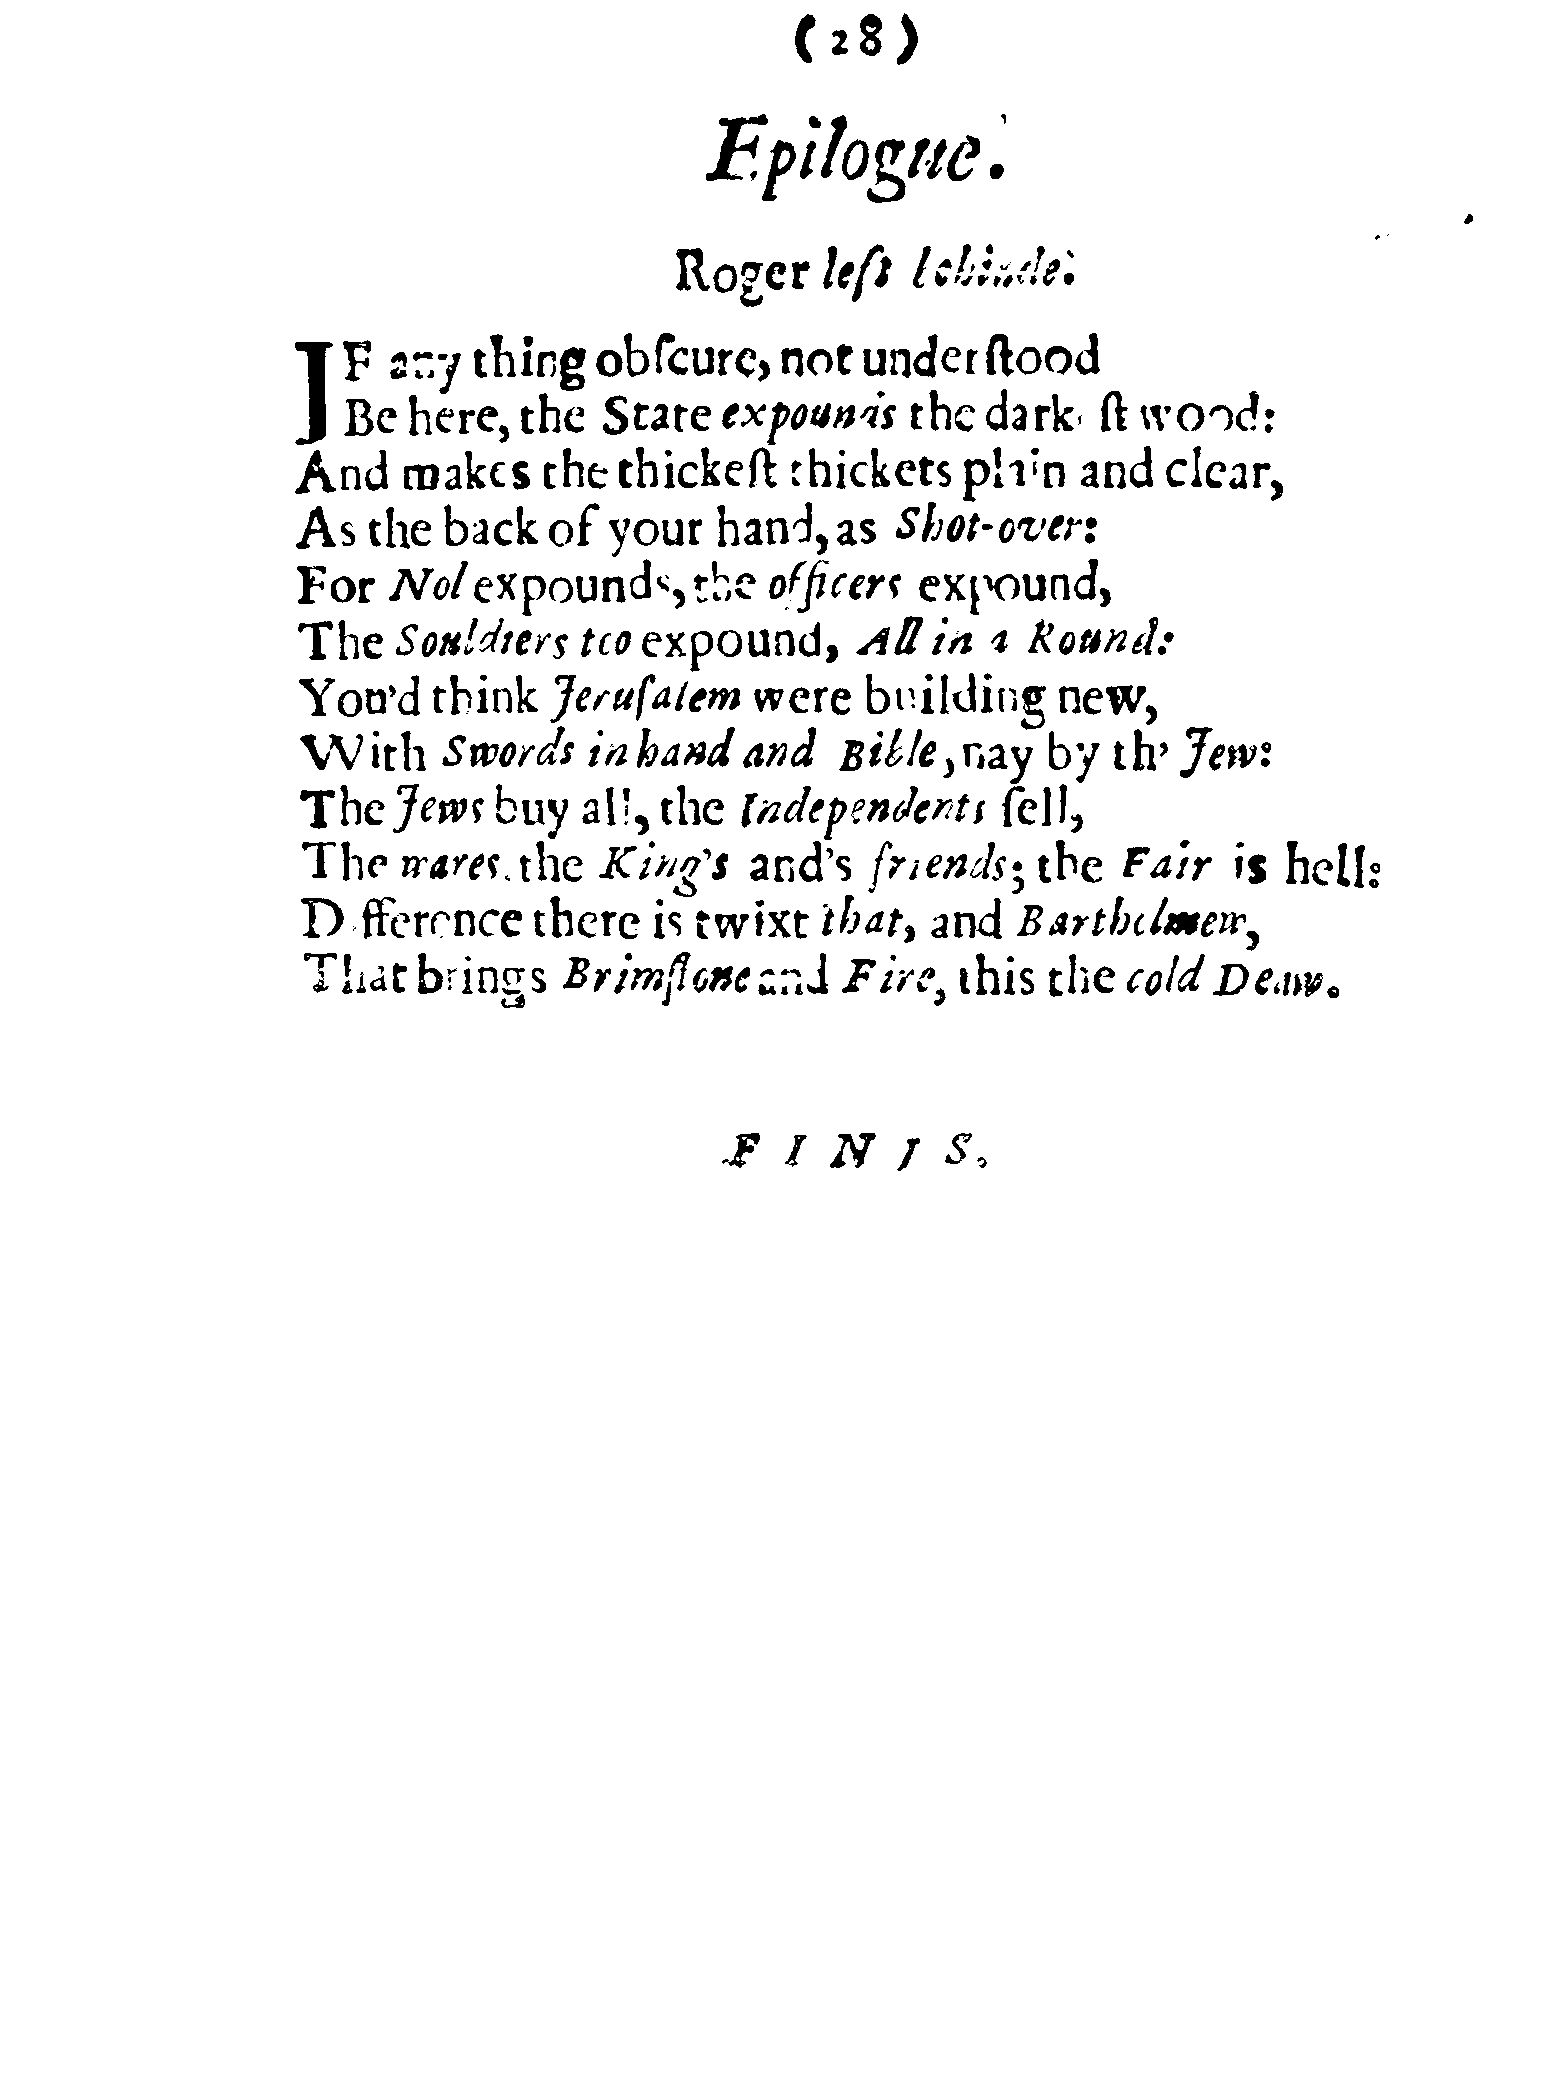 (28)
Epilogue.
Roger left behinde.
IF any thing obſcure, not underſtood
Be here, the State expounds the darkeſt wood:
And makes the thickeſt thickets plain and clear,
As the back of your hand, as Shot-over:
For Nol expounds, the officers expound,
The Souldiers too expound, All in a Round:
You'd think Jeruſalem were building new,
With Swords in hand and Bible, nay by th' Jew:
The Jews buy all, the Independents ſell,
The wares, the King's and's friends; the Fair is hell:
Difference there is twixt that, and Barthelmew,
That brings Brimſtone and Fire, this the cold Deaw.
FINIS.